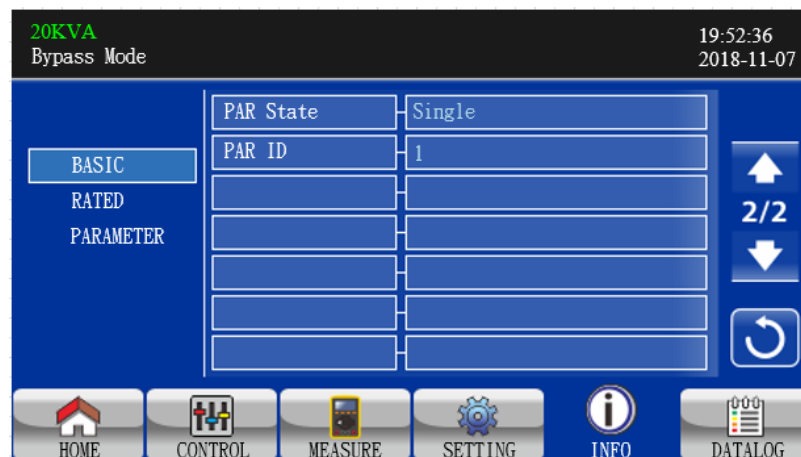 20KVA
Bypass Mode
19:52:36
2018-11-07
BASIC
RATED
PARAMETER
PAR State
Single
PAR ID
1
2/2
HOME
CONTROL
MEASURE
SETTING
INFO
DATALOG